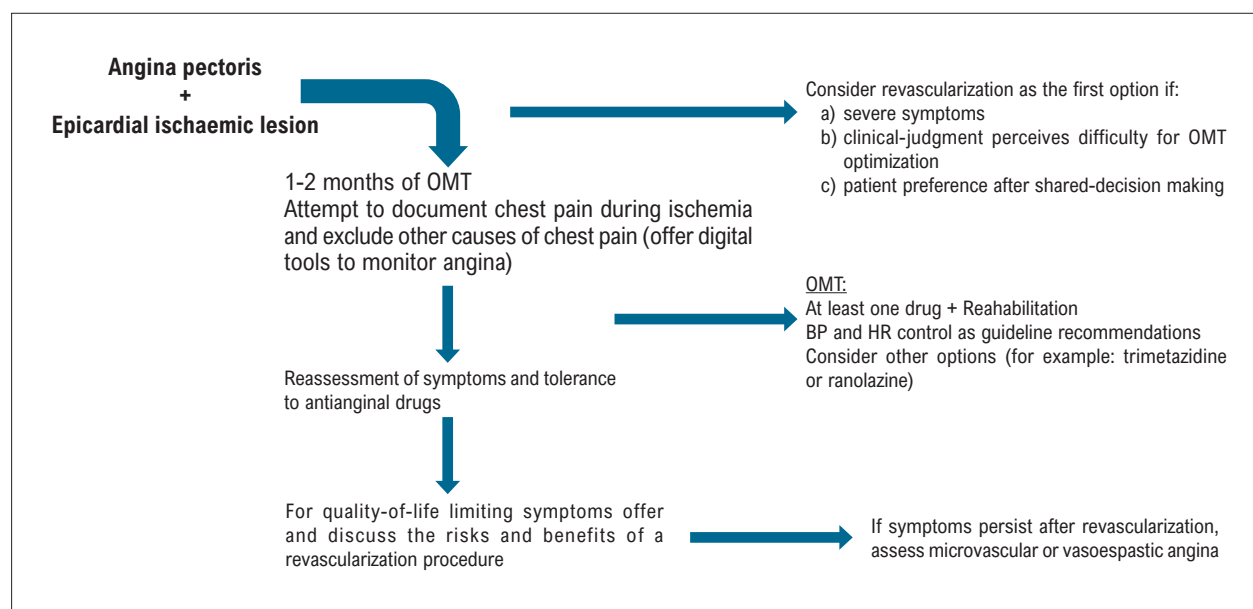 Angina pectoris
+
Epicardial ischaemic lesion
Consider revascularization as the first option if:
a) severe symptoms
b) clinical-judgment perceives difficulty for OMT
optimization
c) patient preference after shared-decision making
1-2 months of OMT
Attempt to document chest pain during ischemia
and exclude other causes of chest pain (offer digital
tools to monitor angina)
OMT:
At least one drug + Reahabilitation
BP and HR control as guideline recommendations
Consider other options (for example: trimetazidine
or ranolazine)
Reassessment of symptoms and tolerance
to antianginal drugs
For quality-of-life limiting symptoms offer
and discuss the risks and benefits of a
revascularization procedure
If symptoms persist after revascularization,
assess microvascular or vasoespastic angina